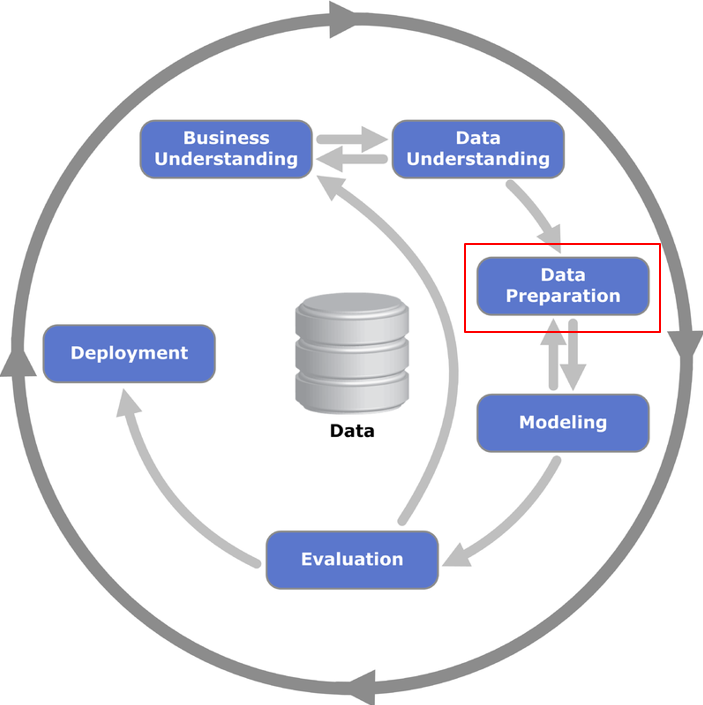 Business
Understanding
Data
Understanding
Data
Preparation
Deployment
Data
Modeling
Evaluation